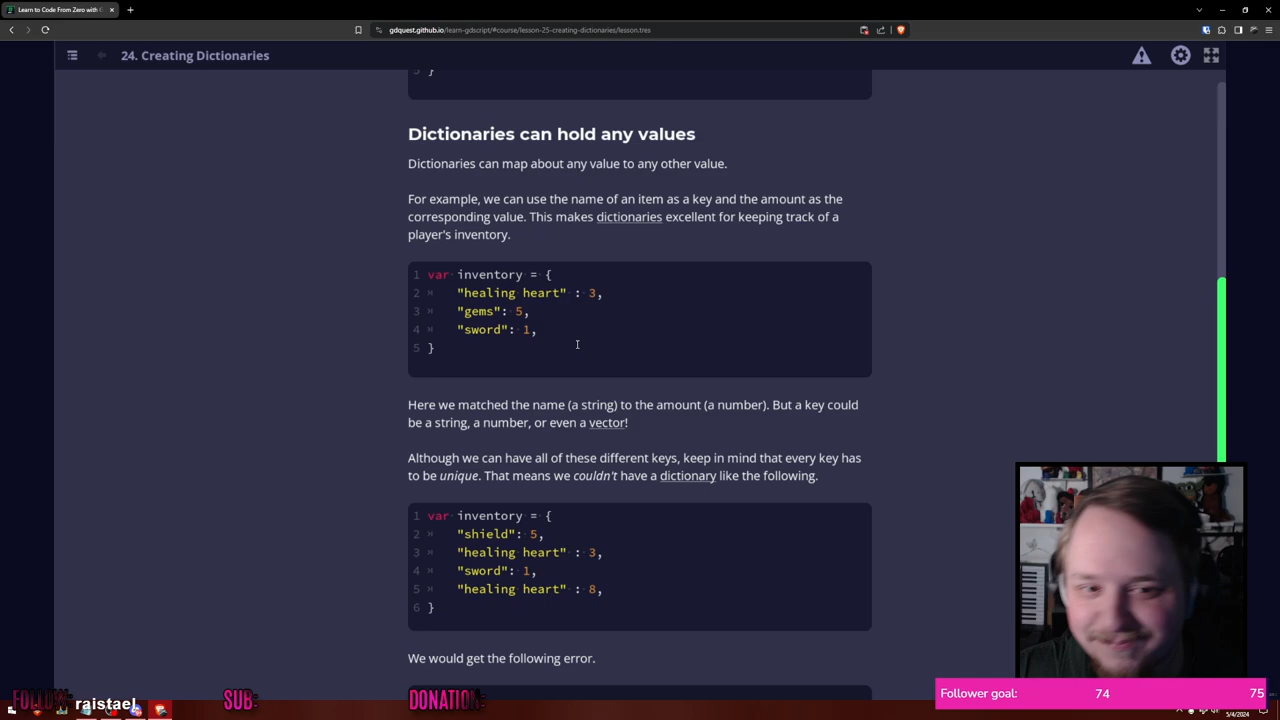 Learn to Code From Zero with G
gdquest.github.io/learn-gdscript/#course/lesson-25-creating-dictionaries/lesson.tres
24. Creating Dictionaries
5 }
Dictionaries can hold any values
Dictionaries can map about any value to any other value.
For example, we can use the name of an item as a key and the amount as the
corresponding value. This makes dictionaries excellent for keeping track of a
player's inventory.
1 var inventory = {
2 "healing heart" : 3,
3 "gems": 5,
4 "sword": 1,
5 }
Here we matched the name (a string) to the amount (a number). But a key could
be a string, a number, or even a vector!
Although we can have all of these different keys, keep in mind that every key has
to be unique. That means we couldn't have a dictionary like the following.
1 var inventory = {
2 "shield": 5,
3 "healing heart" : 3,
4 "sword": 1,
5 "healing heart" : 8,
6 }
We would get the following error.
FOLLOW: raistael
SUB:
DONATION:
Follower goal: 74 75
5/4/2024